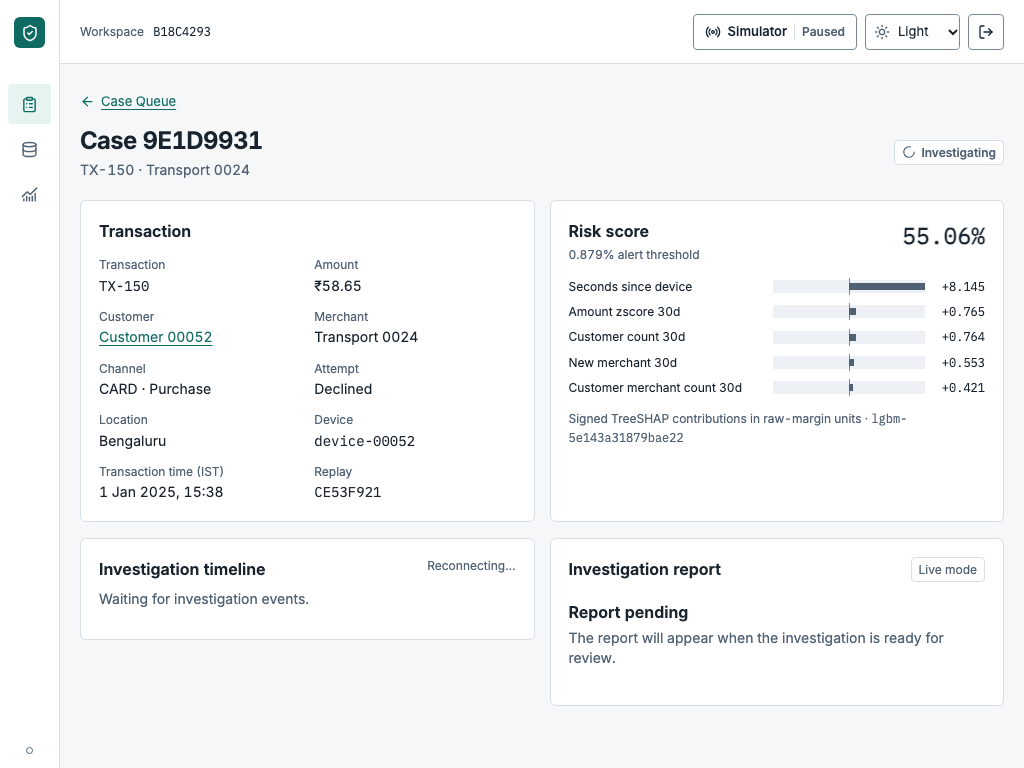 Workspace B18C4293
Simulator Paused
Light
Case Queue
Case 9E1D9931
TX-150 · Transport 0024
Investigating
Transaction
Transaction
TX-150
Amount
₹58.65
Customer
Customer 00052
Merchant
Transport 0024
Channel
CARD · Purchase
Attempt
Declined
Location
Bengaluru
Device
device-00052
Transaction time (IST)
1 Jan 2025, 15:38
Replay
CE53F921
Risk score
55.06%
0.879% alert threshold
Seconds since device +8.145
Amount zscore 30d +0.765
Customer count 30d +0.764
New merchant 30d +0.553
Customer merchant count 30d +0.421
Signed TreeSHAP contributions in raw-margin units · lgbm-
5e143a31879bae22
Investigation timeline
Reconnecting…
Waiting for investigation events.
Investigation report
Live mode
Report pending
The report will appear when the investigation is ready for
review.